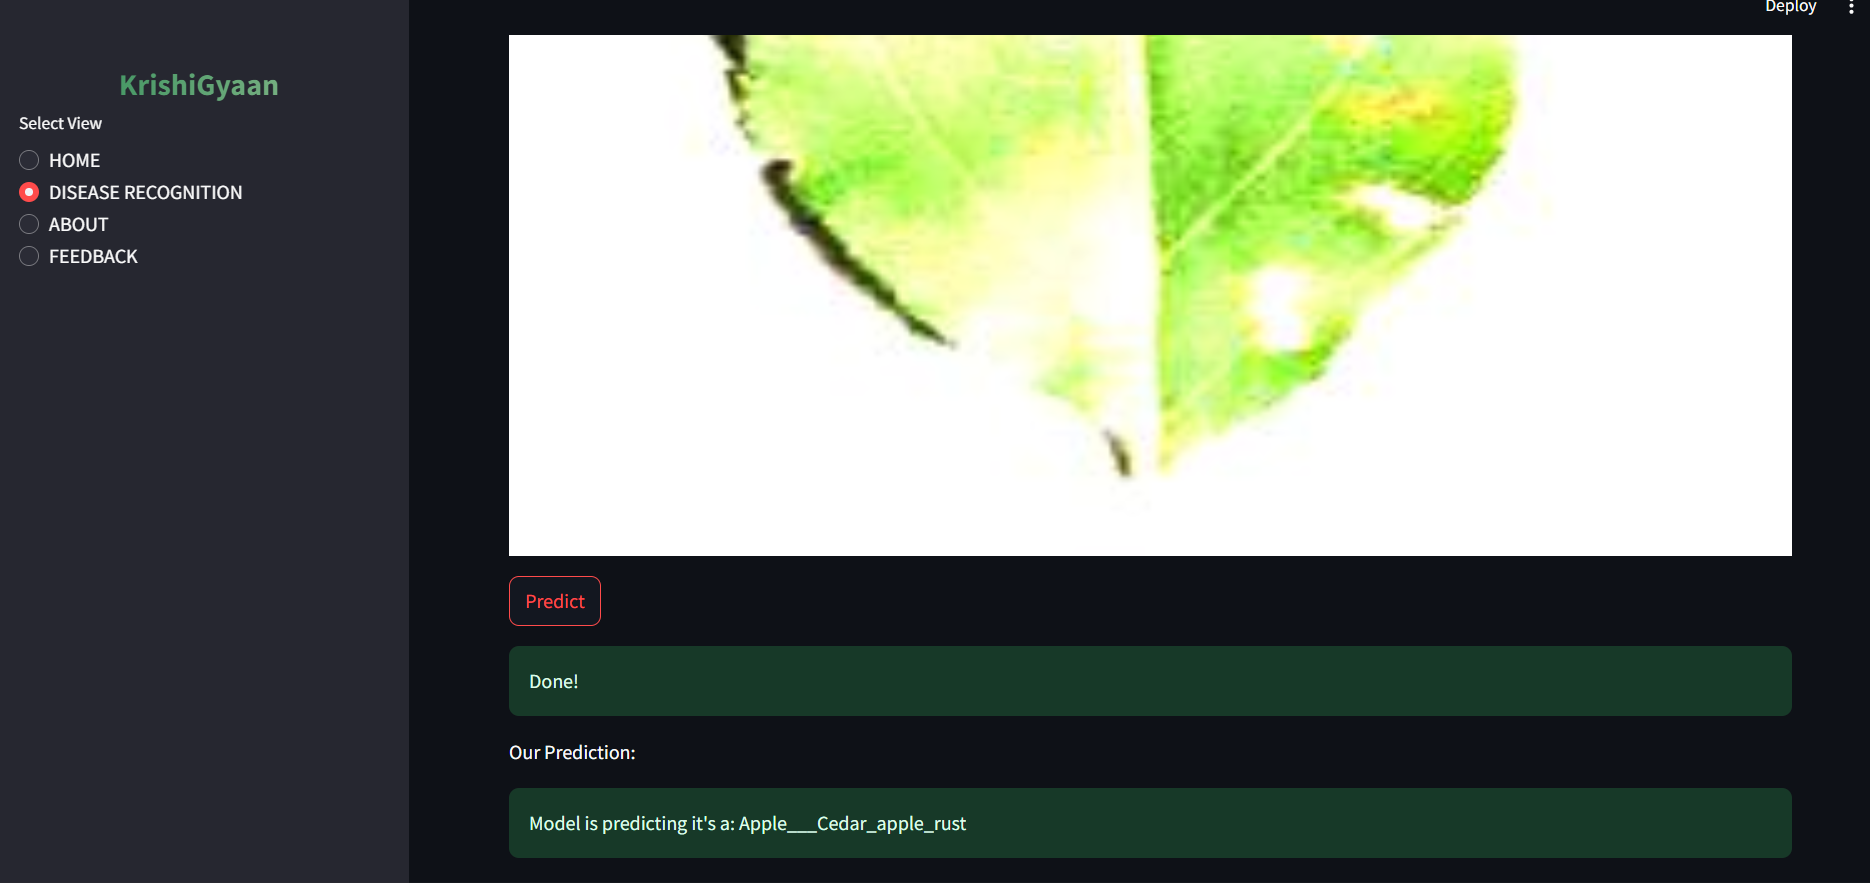 Deploy
KrishiGyaan
Select View
HOME
DISEASE RECOGNITION
ABOUT
FEEDBACK
Predict
Done!
Our Prediction:
Model is predicting it's a: Apple___Cedar_apple_rust